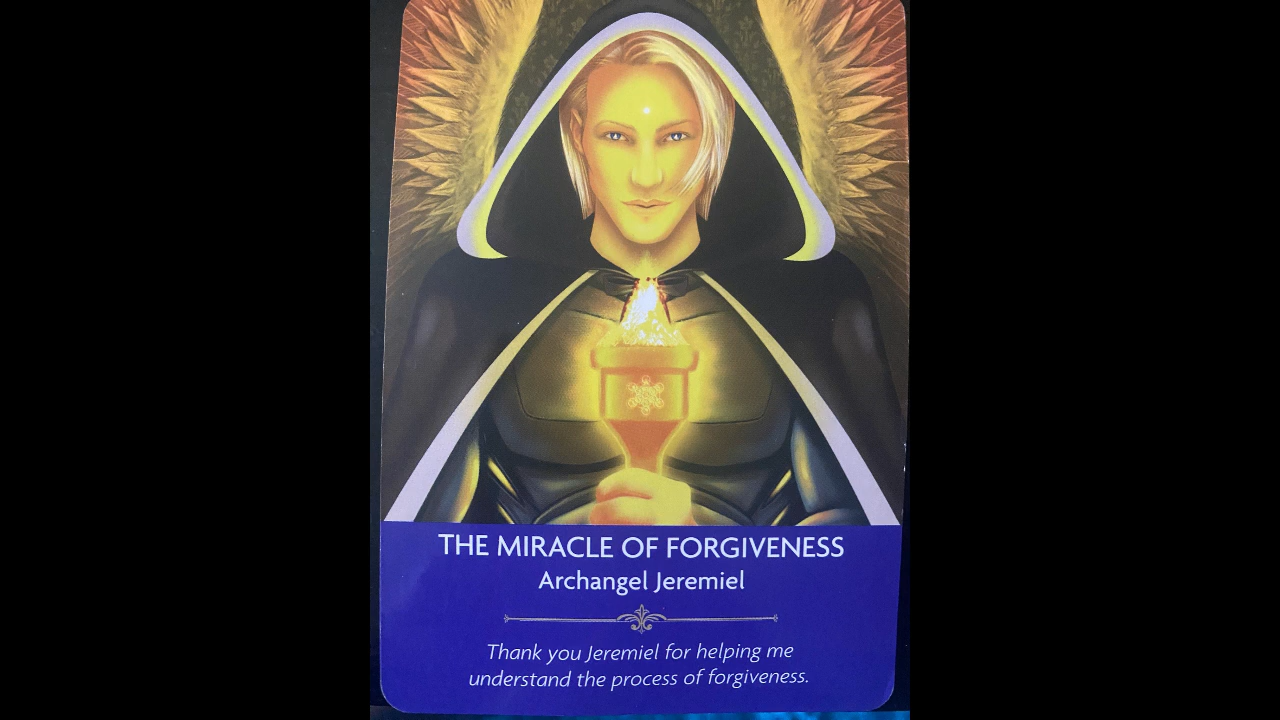 THE MIRACLE OF FORGIVENESS
Archangel Jeremiel
Thank you Jeremiel for helping me
understand the process of forgiveness.